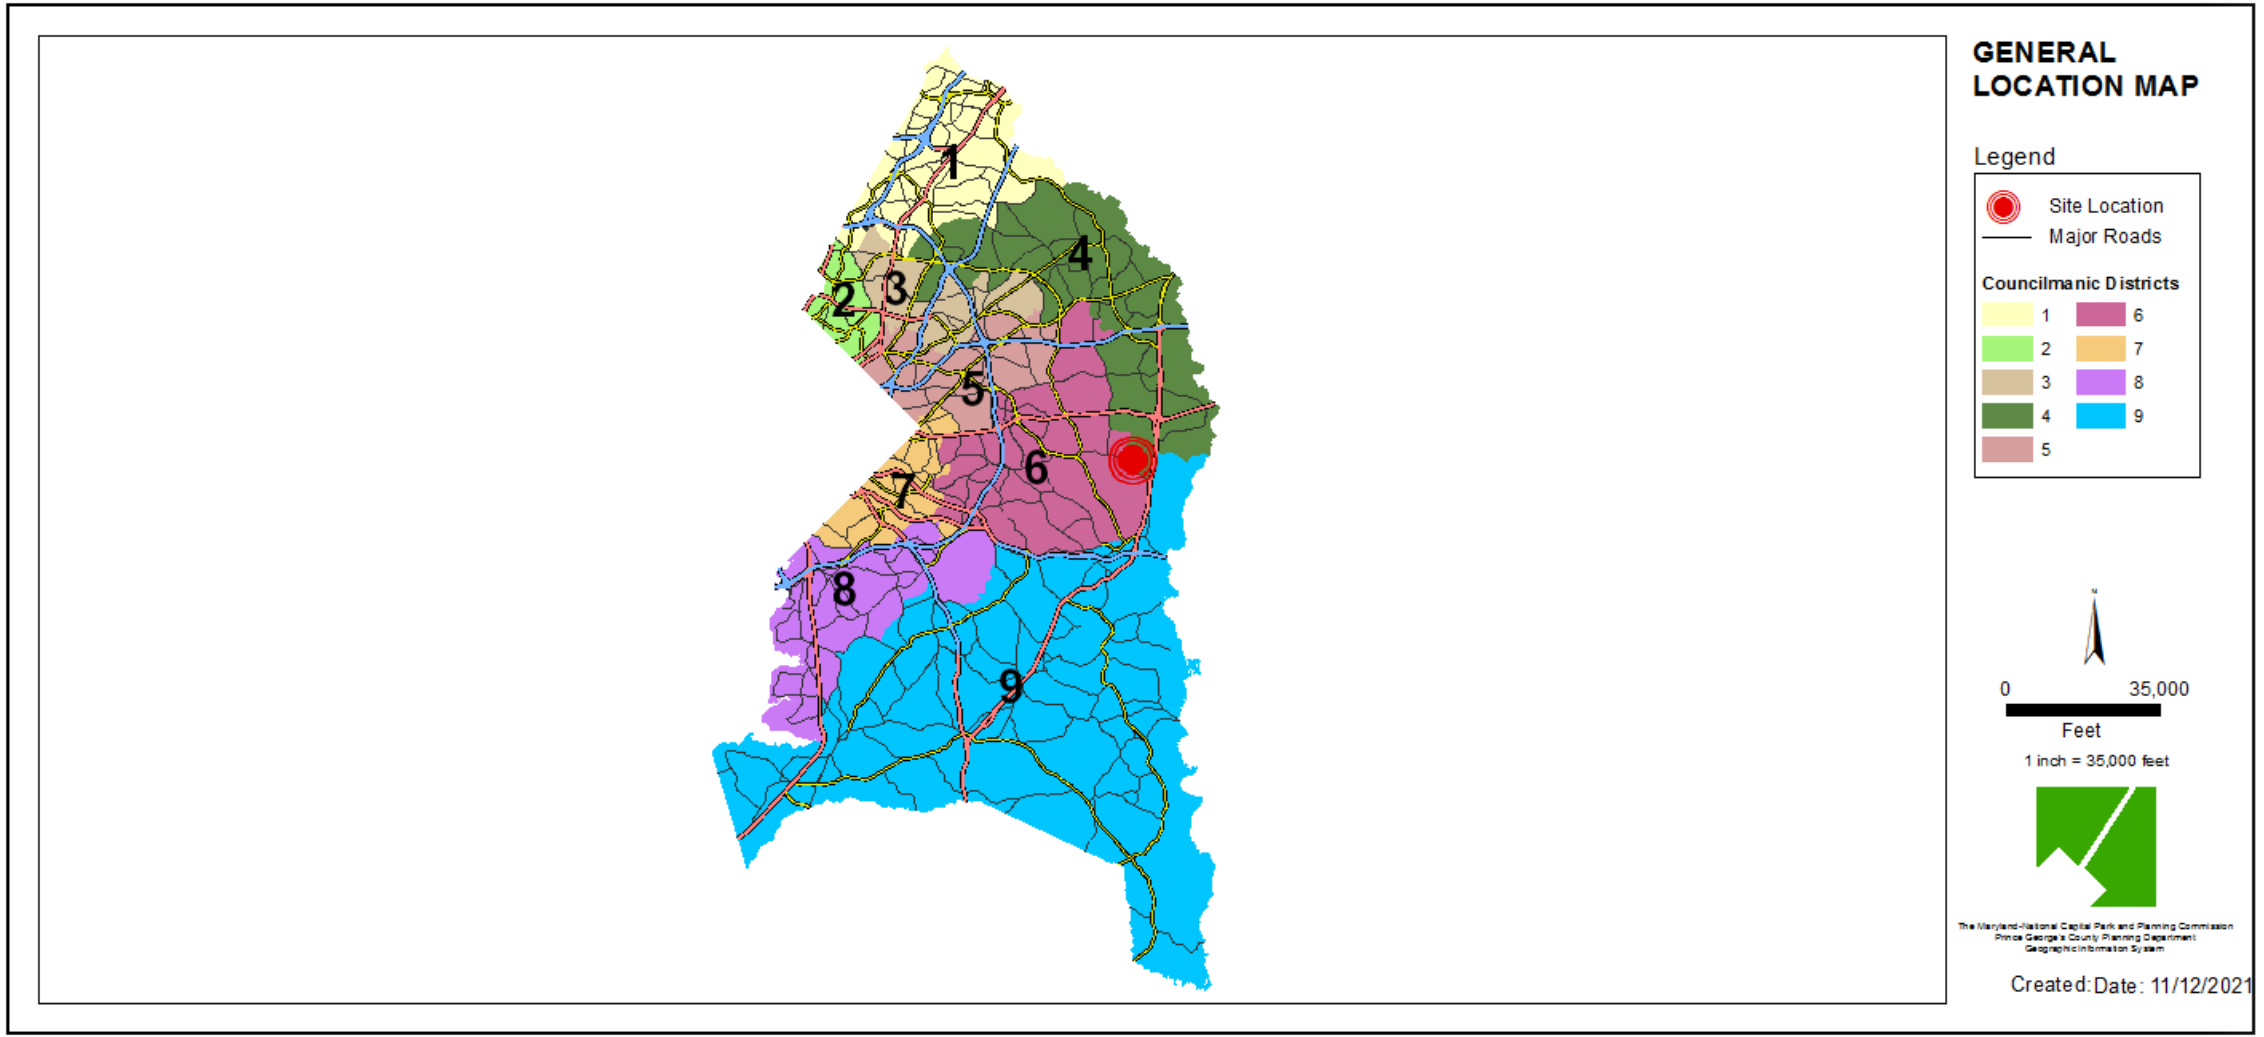 GENERAL
LOCATION MAP
Legend
Site Location
Major Roads
Councilmanic Districts
1 6
2 7
3 8
4 9
5
1
2
3
4
5
6
7
8
9
N
0 35,000
Feet
1 inch = 35,000 feet
The Maryland-National Capital Park and Planning Commission
Prince George's County Planning Department
Geographic Information System
Created: Date: 11/12/2021